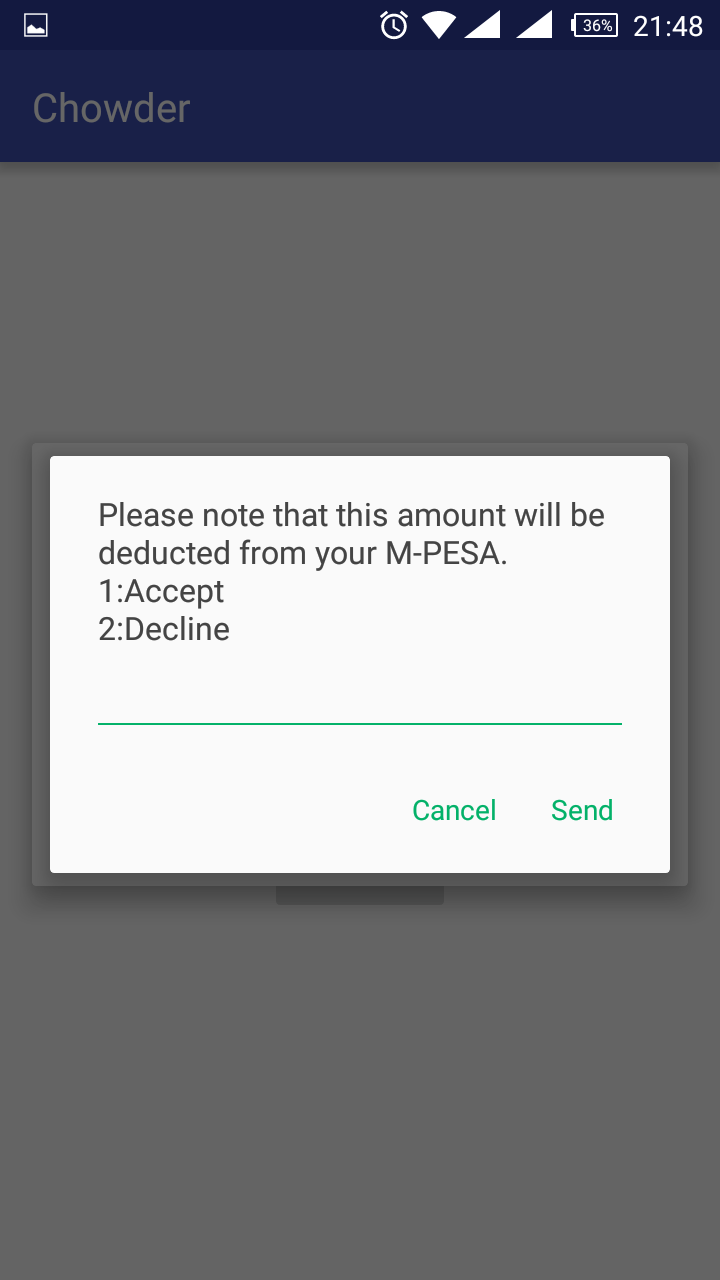 36%
21:48
Chowder
Please note that this amount will be
deducted from your M-PESA.
1:Accept
2:Decline
Cancel
Send